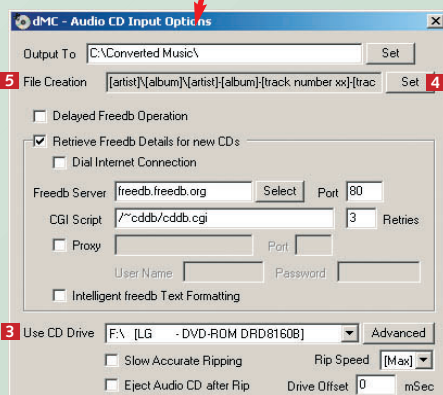 dMC - Audio CD Input Options
Output To C:\Converted Music\ Set
5 File Creation [artist]\[album]\[artist]-[album]-[track number xx]-[trac Set 4
Delayed Freedb Operation
Retrieve Freedb Details for new CDs
Dial Internet Connection
Freedb Server freedb.freedb.org Select Port 80
CGI Script /~cddb/cddb.cgi 3 Retries
Proxy Port
User Name Password
Intelligent freedb Text Formatting
3 Use CD Drive F:\ [LG - DVD-ROM DRD8160B] Advanced
Slow Accurate Ripping Rip Speed [Max]
Eject Audio CD after Rip Drive Offset 0 mSec